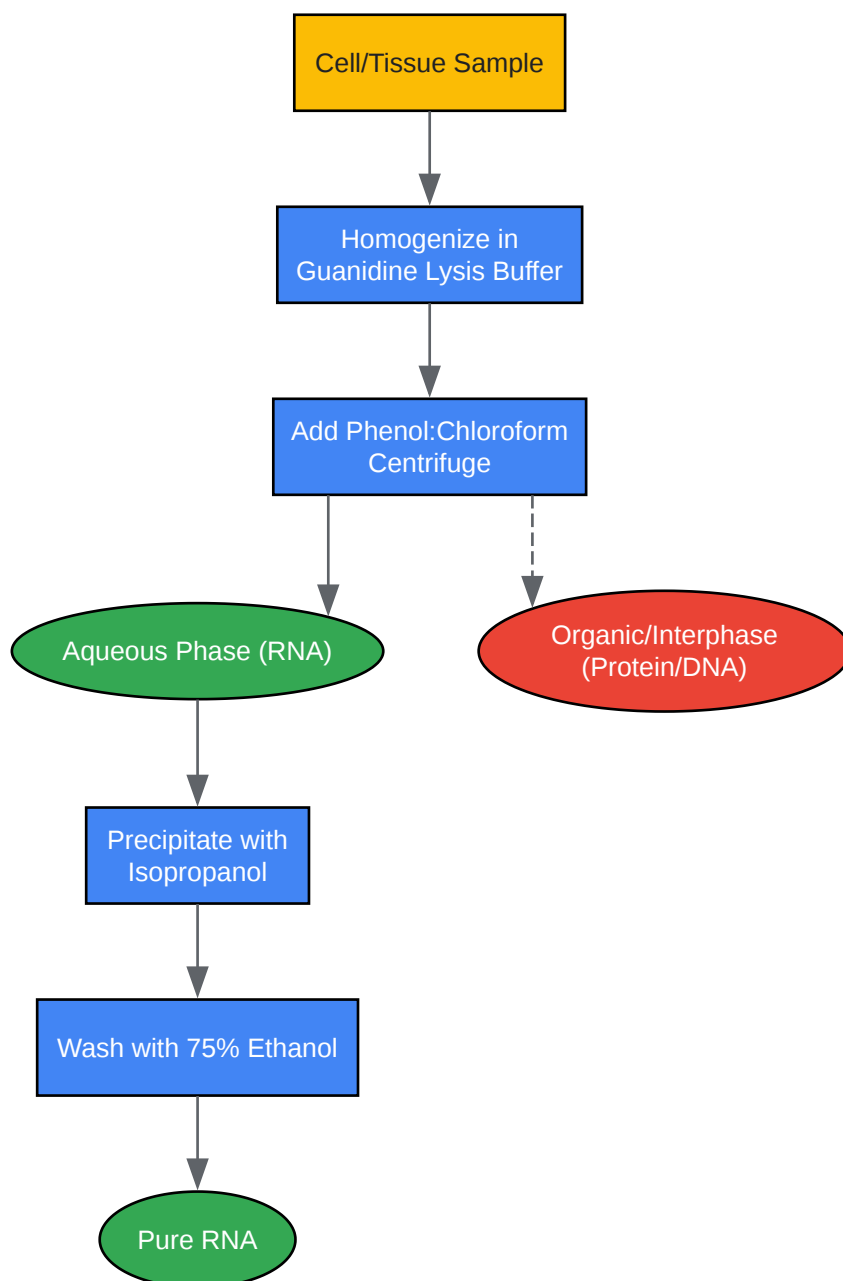 Cell/Tissue Sample
Homogenize in
Guanidine Lysis Buffer
Add Phenol:Chloroform
Centrifuge
Aqueous Phase (RNA)
Organic/Interphase
(Protein/DNA)
Precipitate with
Isopropanol
Wash with 75% Ethanol
Pure RNA